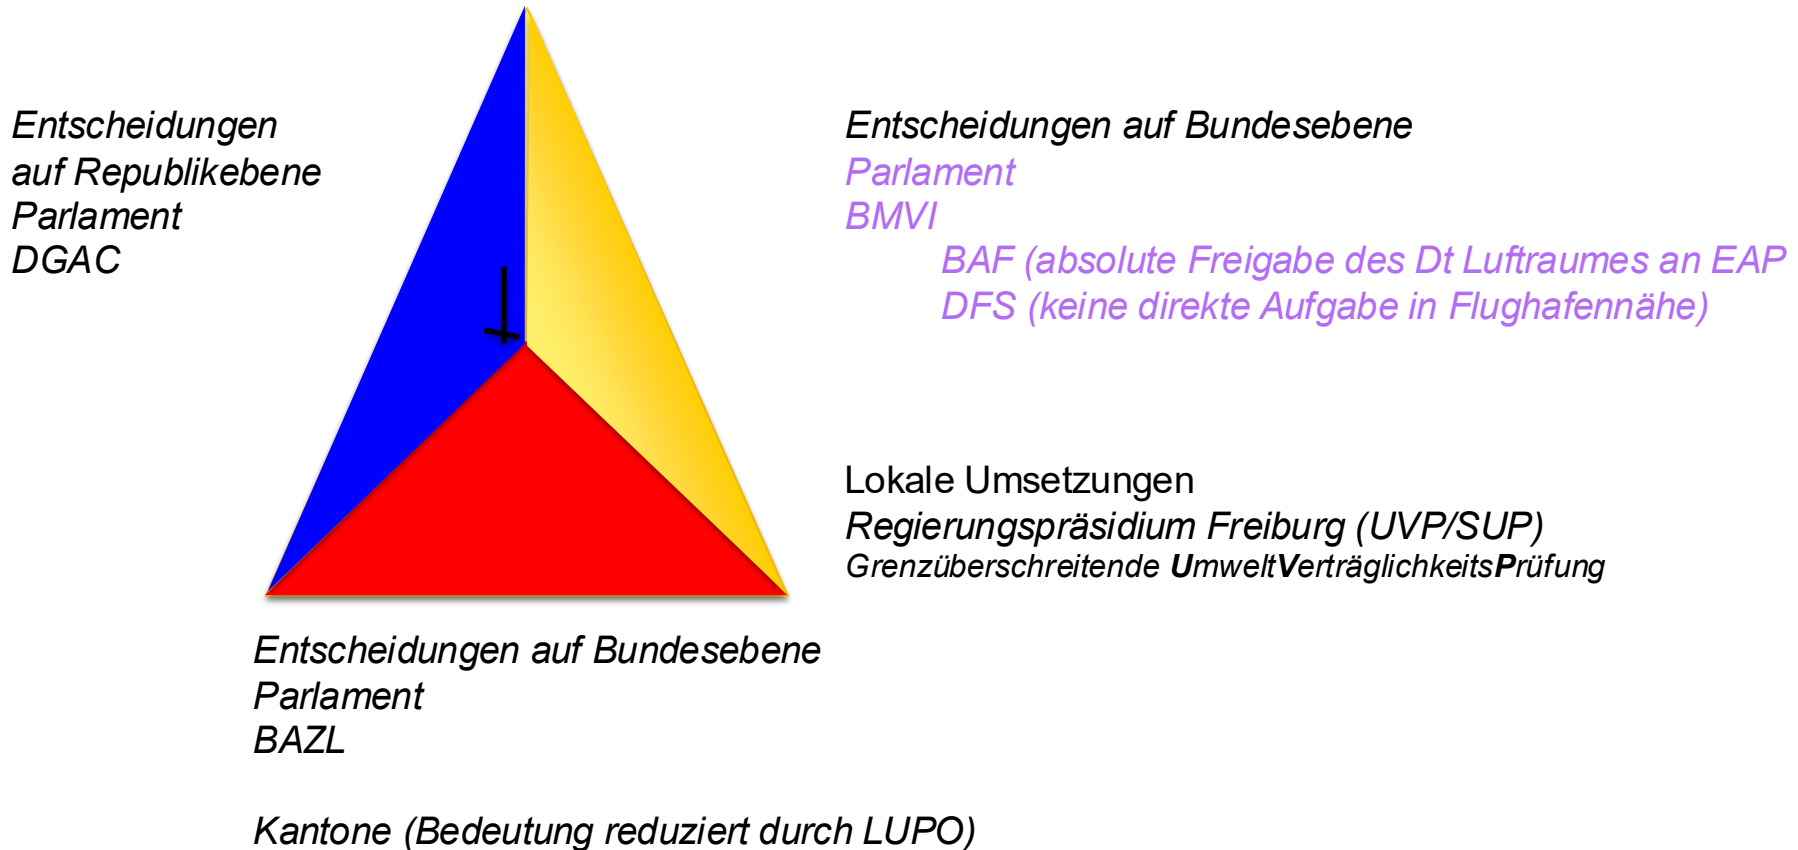 Entscheidungen
auf Republikebene
Parlament
DGAC
Entscheidungen auf Bundesebene
Parlament
BMVI
BAF (absolute Freigabe des Dt Luftraumes an EAP
DFS (keine direkte Aufgabe in Flughafennähe)
Lokale Umsetzungen
Regierungspräsidium Freiburg (UVP/SUP)
Grenzüberschreitende UmweltVerträglichkeitsPrüfung
Entscheidungen auf Bundesebene
Parlament
BAZL
Kantone (Bedeutung reduziert durch LUPO)